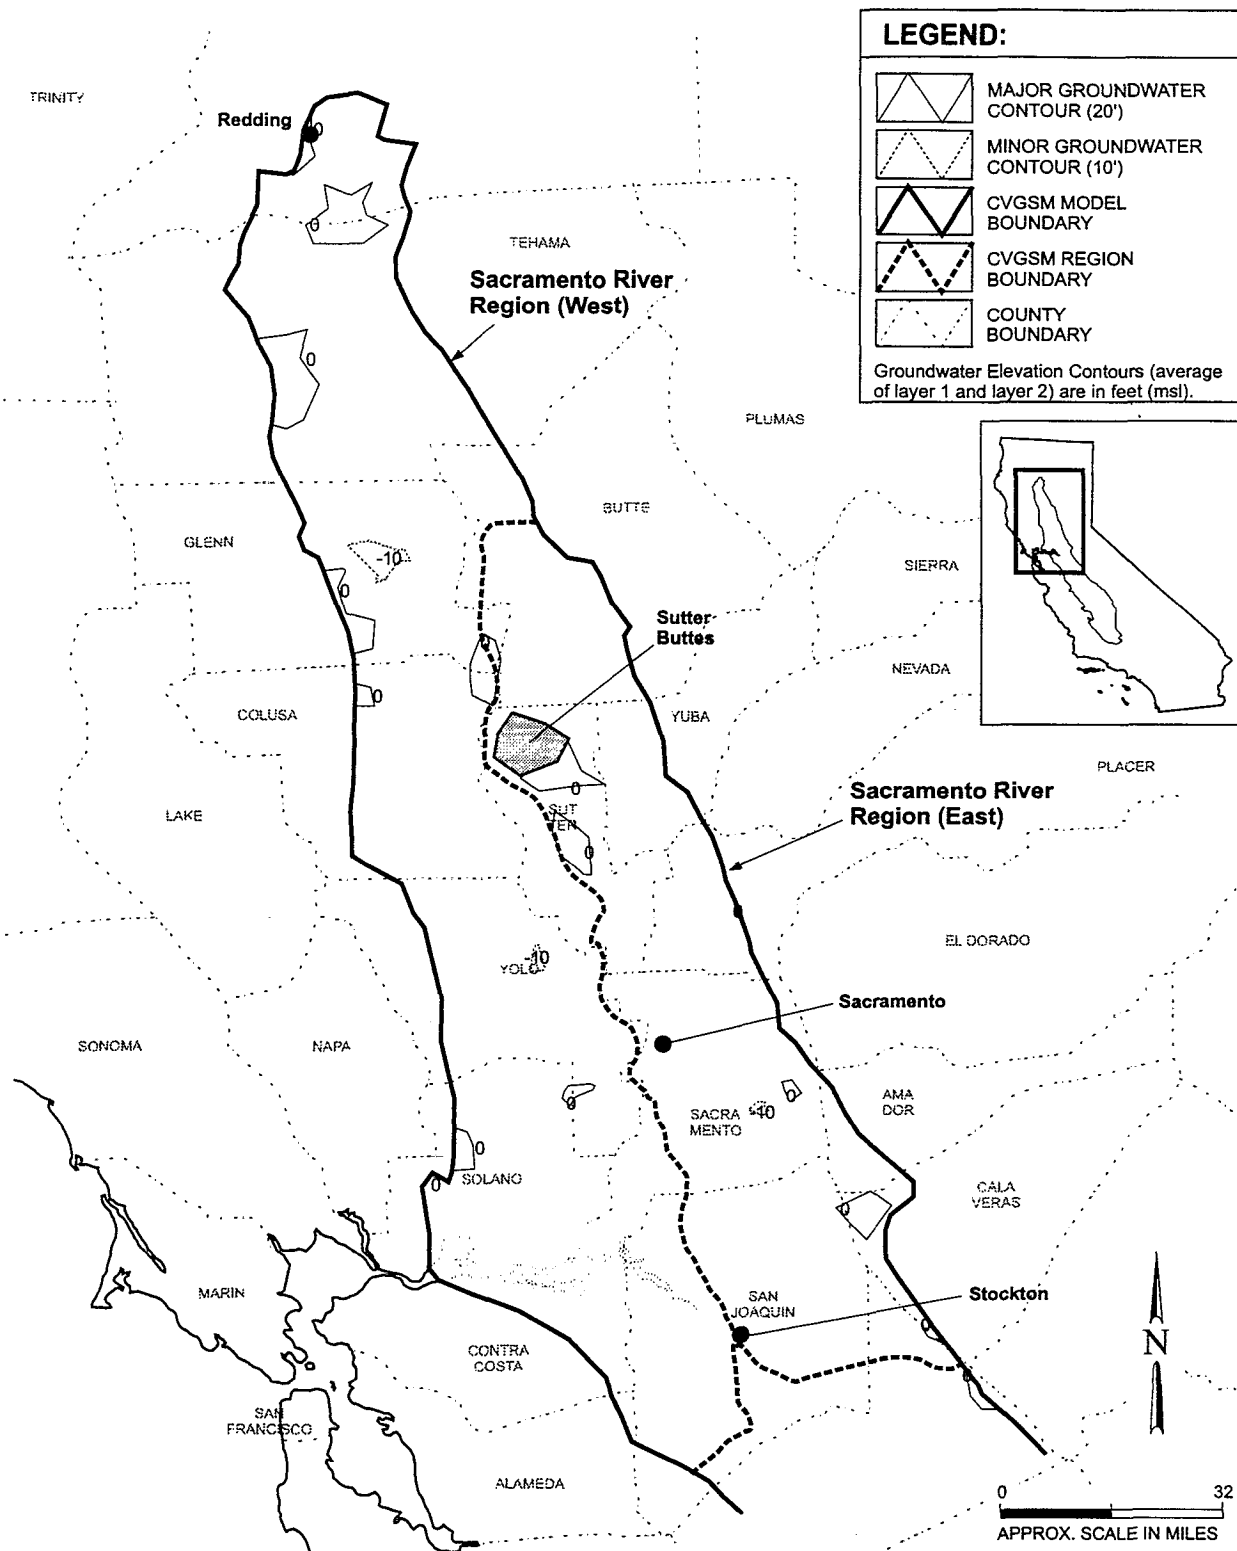 LEGEND:
MAJOR GROUNDWATER
CONTOUR (20')
MINOR GROUNDWATER
CONTOUR (10')
CVGSM MODEL
BOUNDARY
CVGSM REGION
BOUNDARY
COUNTY
BOUNDARY
Groundwater Elevation Contours (average
of layer 1 and layer 2) are in feet (msl).
TRINITY
Redding
0
0
TEHAMA
Sacramento River
Region (West)
0
PLUMAS
BUTTE
GLENN
-10
SIERRA
0
Sutter
Buttes
0
NEVADA
0
COLUSA
YUBA
PLACER
0
Sacramento River
Region (East)
LAKE
SUT
TER
0
EL DORADO
YOLO
-10
Sacramento
SONOMA
NAPA
0
0
AMA
DOR
-10
SACRA
MENTO
0
SOLANO
0
CALA
VERAS
0
MARIN
SAN
JOAQUIN
Stockton
0
N
CONTRA
COSTA
SAN
FRANCISCO
ALAMEDA
0
32
APPROX. SCALE IN MILES